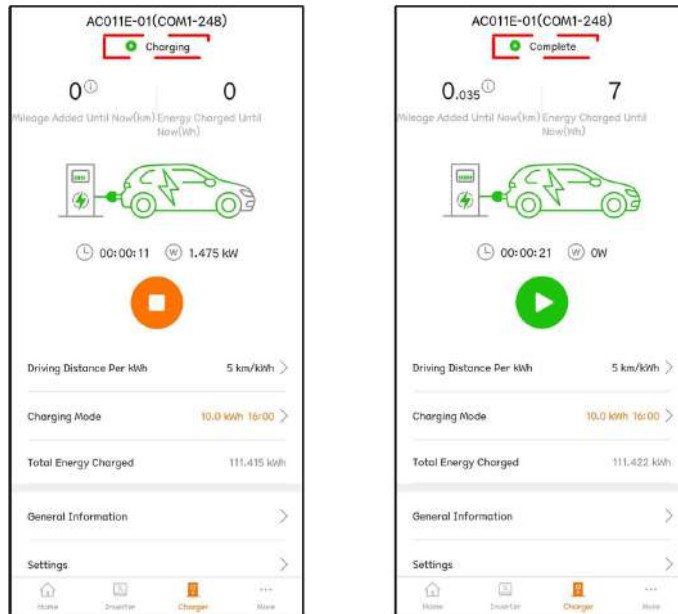 AC011E-01(COM1-248)
Charging
0
0
Mileage Added Until Now(km)
Energy Charged Until
Now(Wh)
00:00:11
W
1.475 kW
Driving Distance Per kWh
5 km/kWh
Charging Mode
10.0 kWh 16:00
Total Energy Charged
111.415 kWh
General Information
Settings
Home
Inverter
Charger
More
AC011E-01(COM1-248)
Complete
0.035
7
Mileage Added Until Now(km)
Energy Charged Until
Now(Wh)
00:00:21
W
0W
Driving Distance Per kWh
5 km/kWh
Charging Mode
10.0 kWh 16:00
Total Energy Charged
111.422 kWh
General Information
Settings
Home
Inverter
Charger
More